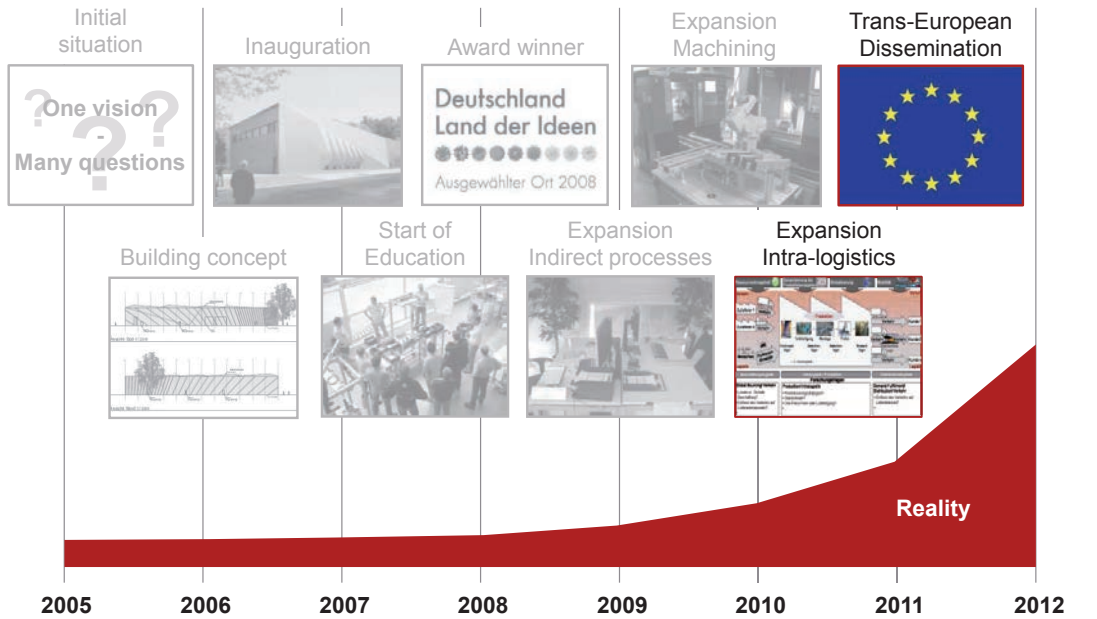 Initial
situation
Inauguration
Award winner
Expansion
Machining
Trans-European
Dissemination
One vision
-
Many questions
? ? ?
Deutschland
Land der Ideen
Ausgewählter Ort 2008
Building concept
Start of
Education
Expansion
Indirect processes
Expansion
Intra-logistics
Reality
2005
2006
2007
2008
2009
2010
2011
2012